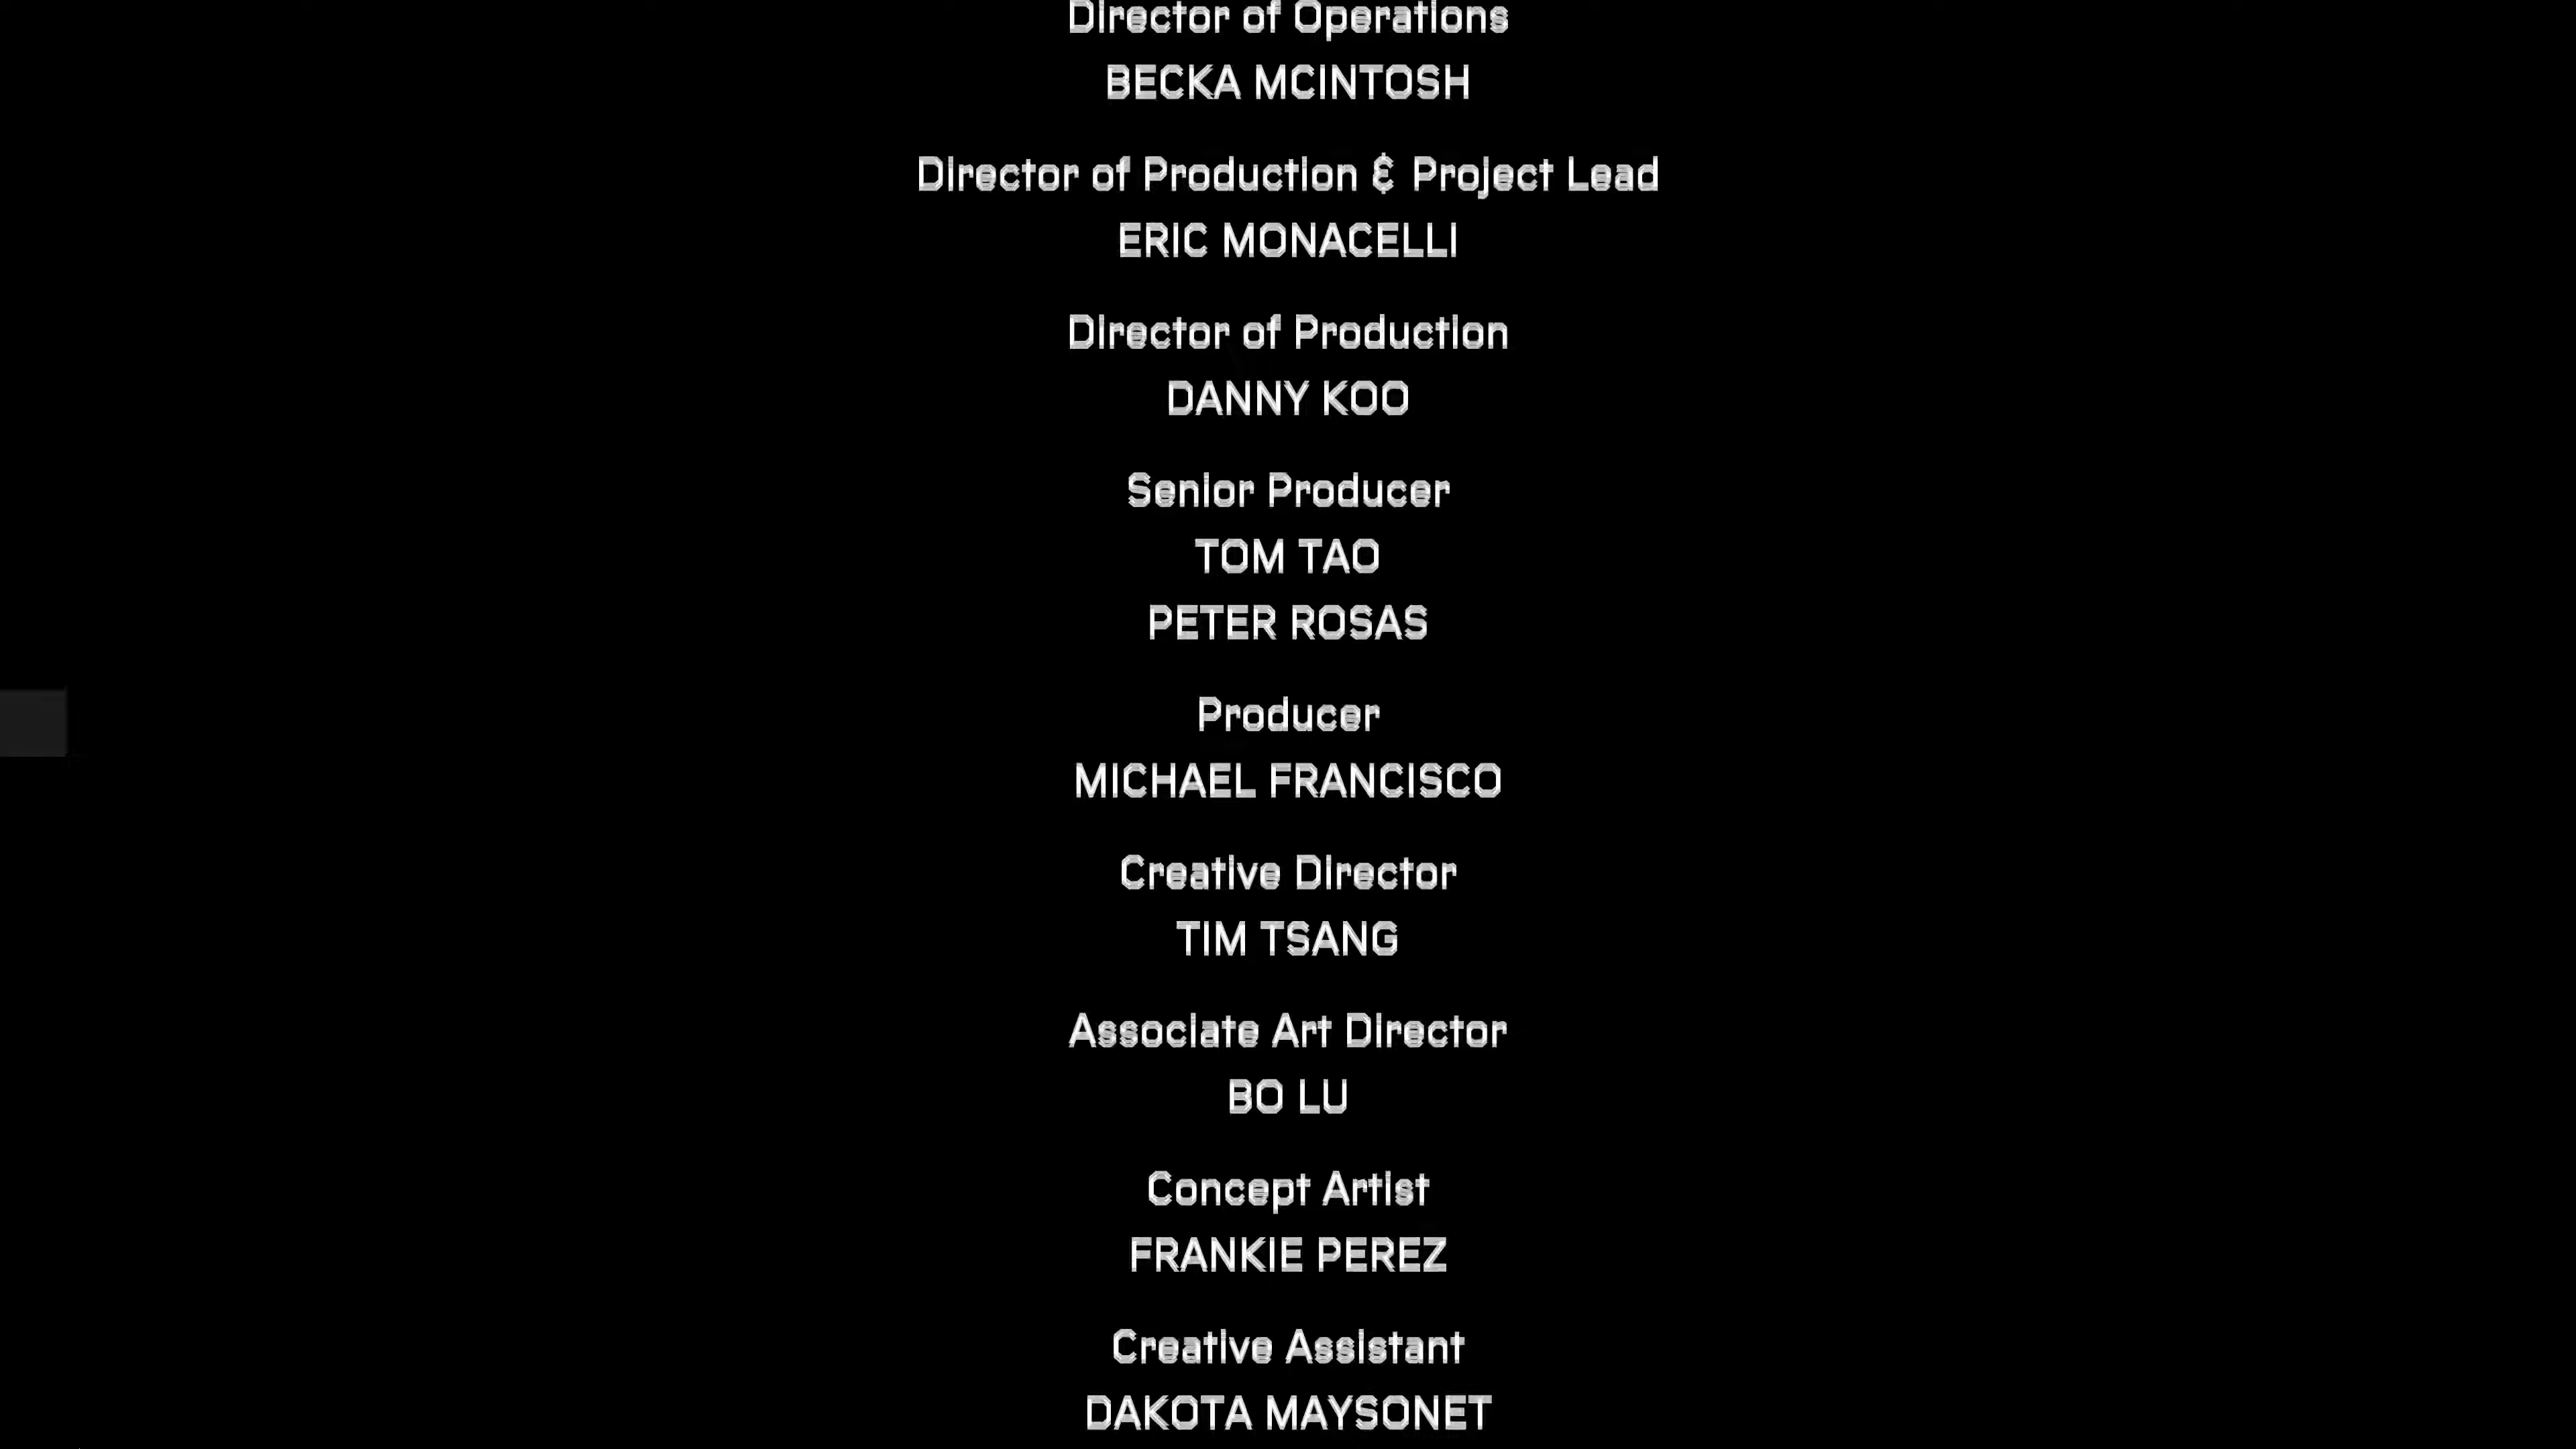 Director of Operations
BECKA MCINTOSH
Director of Production & Project Lead
ERIC MONACELLI
Director of Production
DANNY KOO
Senior Producer
TOM TAO
PETER ROSAS
Producer
MICHAEL FRANCISCO
Creative Director
TIM TSANG
Associate Art Director
BO LU
Concept Artist
FRANKIE PEREZ
Creative Assistant
DAKOTA MAYSONET